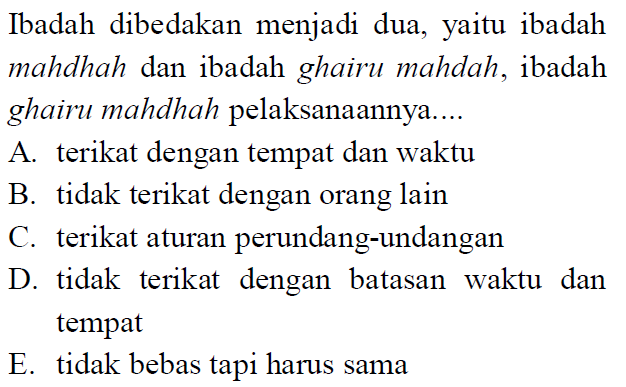 Ibadah dibedakan menjadi dua, yaitu ibadah
mahdhah dan ibadah ghairu mahdah, ibadah
ghairu mahdhah pelaksanaannya....
A. terikat dengan tempat dan waktu
B. tidak terikat dengan orang lain
C. terikat aturan perundang-undangan
D. tidak terikat dengan batasan waktu dan
tempat
E. tidak bebas tapi harus sama